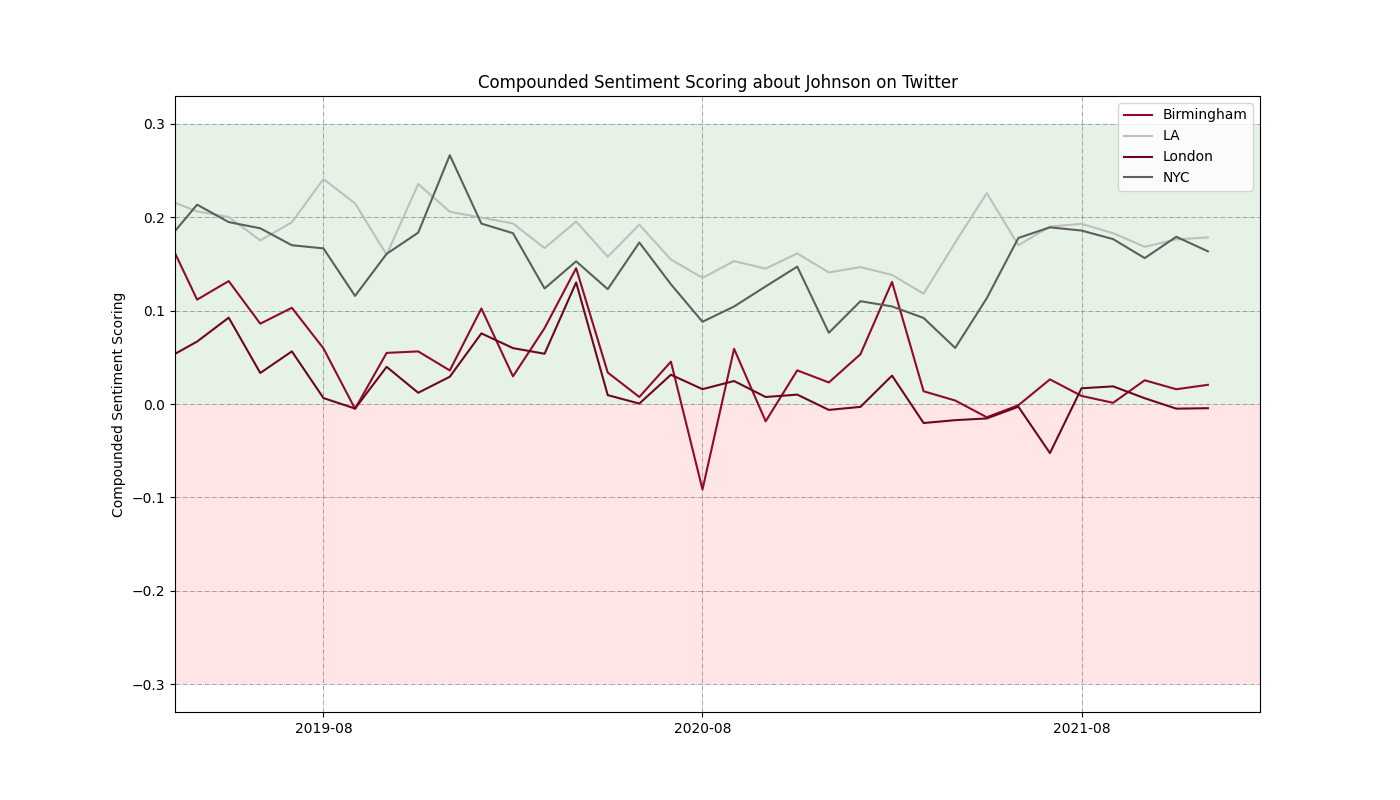 Compounded Sentiment Scoring about Johnson on Twitter
Compounded Sentiment Scoring
0.3
0.2
0.1
0.0
−0.1
−0.2
−0.3
2019-08
2020-08
2021-08
Birmingham
LA
London
NYC